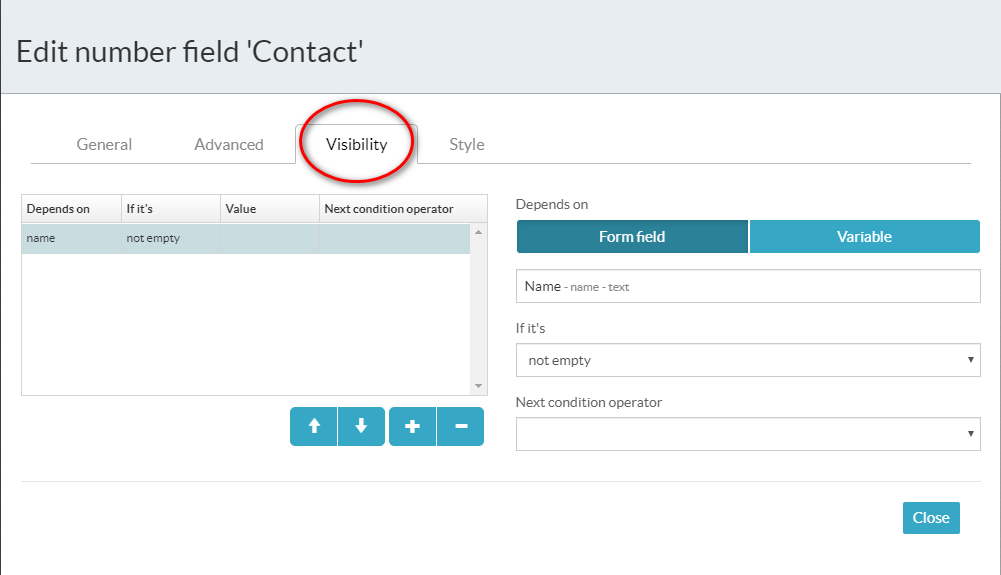 Edit number field 'Contact'
General Advanced Visibility Style
Depends on If it's Value Next condition operator
name not empty
Depends on
Form field Variable
Name - name - text
If it's
not empty
Next condition operator
Close